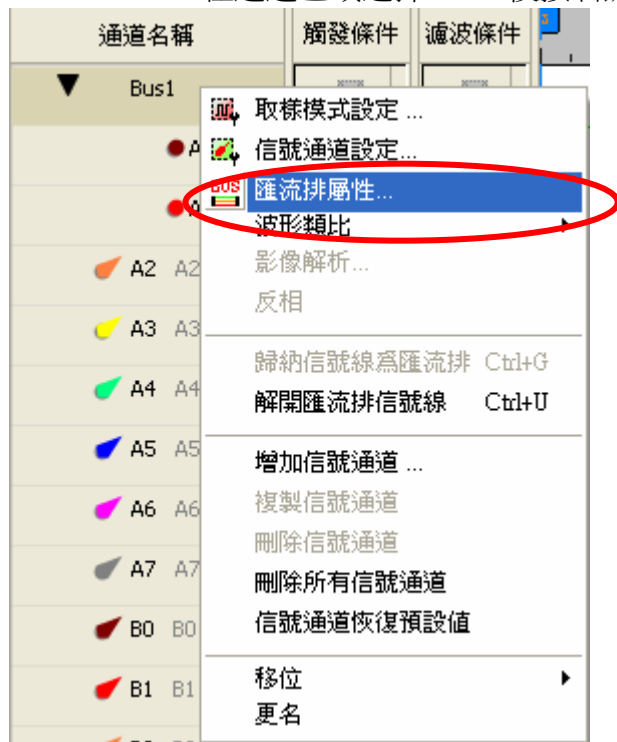 通道名稱 觸發條件 濾波條件
Bus1
取樣模式設定 ...
A 信號通道設定...
BUS 匯流排屬性...
A 波形類比
A2 A2 影像解析...
反相
A3 A3
歸納信號線爲匯流排 Ctrl+G
A4 A4 解開匯流排信號線 Ctrl+U
A5 A5 增加信號通道 ...
A6 A6 複製信號通道
刪除信號通道
A7 A7 刪除所有信號通道
B0 B0 信號通道恢復預設值
B1 B1 移位
更名